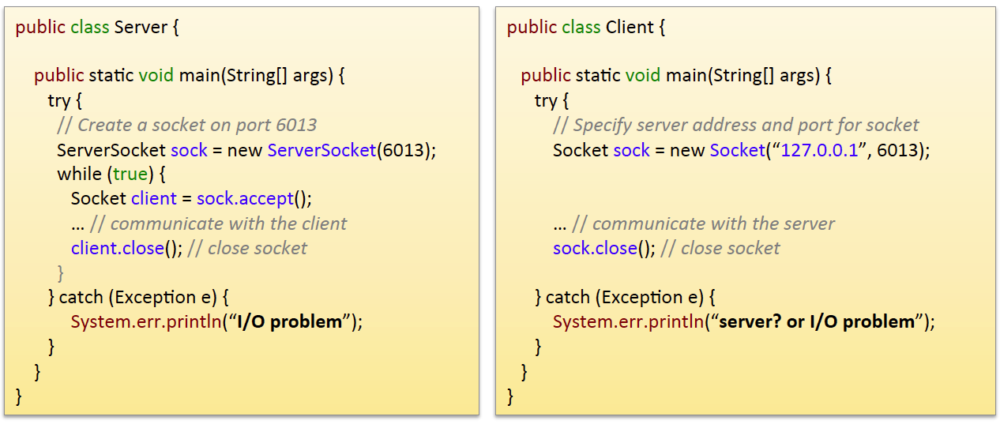 public class Server {
public static void main(String[] args) {
try {
// Create a socket on port 6013
ServerSocket sock = new ServerSocket(6013);
while (true) {
Socket client = sock.accept();
… // communicate with the client
client.close(); // close socket
}
} catch (Exception e) {
System.err.println(“I/O problem”);
}
}
}
public class Client {
public static void main(String[] args) {
try {
// Specify server address and port for socket
Socket sock = new Socket(“127.0.0.1”, 6013);
… // communicate with the server
sock.close(); // close socket
} catch (Exception e) {
System.err.println(“server? or I/O problem”);
}
}
}